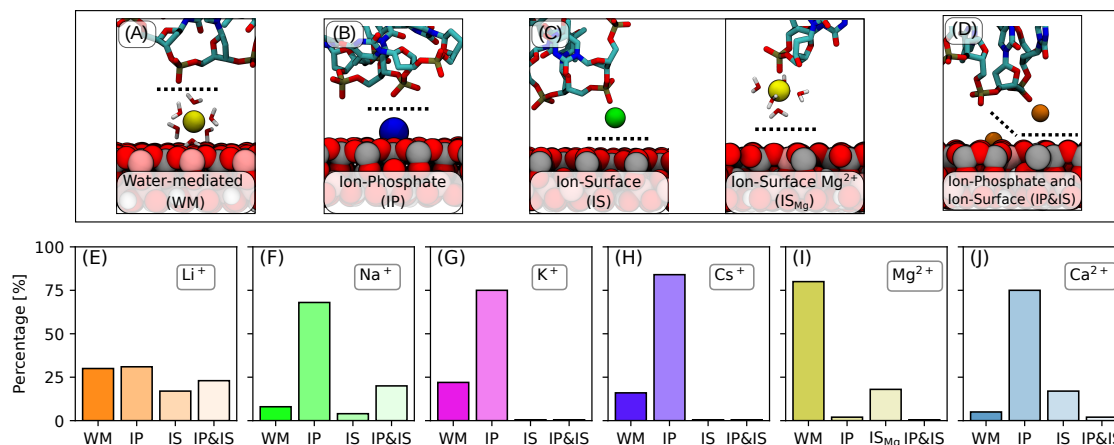 (A)
Water-mediated
(WM)
(B)
Ion-Phosphate
(IP)
(C)
Ion-Surface
(IS)
Ion-Surface Mg²⁺
(IS_Mg)
(D)
Ion-Phosphate and
Ion-Surface (IP&IS)
Percentage [%]
100
75
50
25
0
(E)
Li⁺
WM IP IS IP&IS
(F)
Na⁺
WM IP IS IP&IS
(G)
K⁺
WM IP IS IP&IS
(H)
Cs⁺
WM IP IS IP&IS
(I)
Mg²⁺
WM IP IS_Mg IP&IS
(J)
Ca²⁺
WM IP IS IP&IS